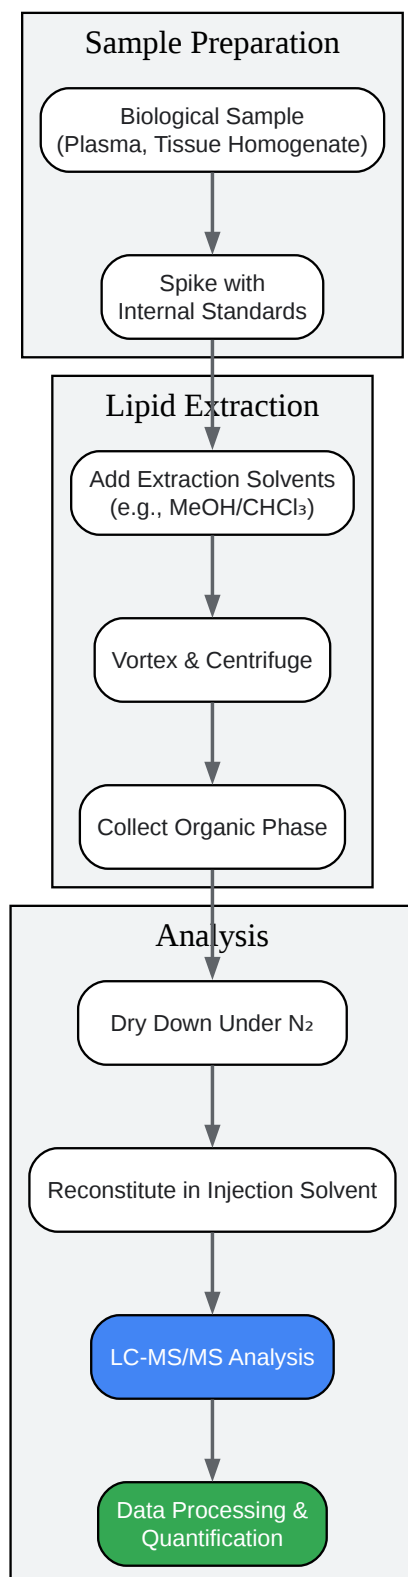 Sample Preparation
Biological Sample
(Plasma, Tissue Homogenate)
Spike with
Internal Standards
Lipid Extraction
Add Extraction Solvents
(e.g., MeOH/CHCl₃)
Vortex & Centrifuge
Collect Organic Phase
Analysis
Dry Down Under N₂
Reconstitute in Injection Solvent
LC-MS/MS Analysis
Data Processing &
Quantification